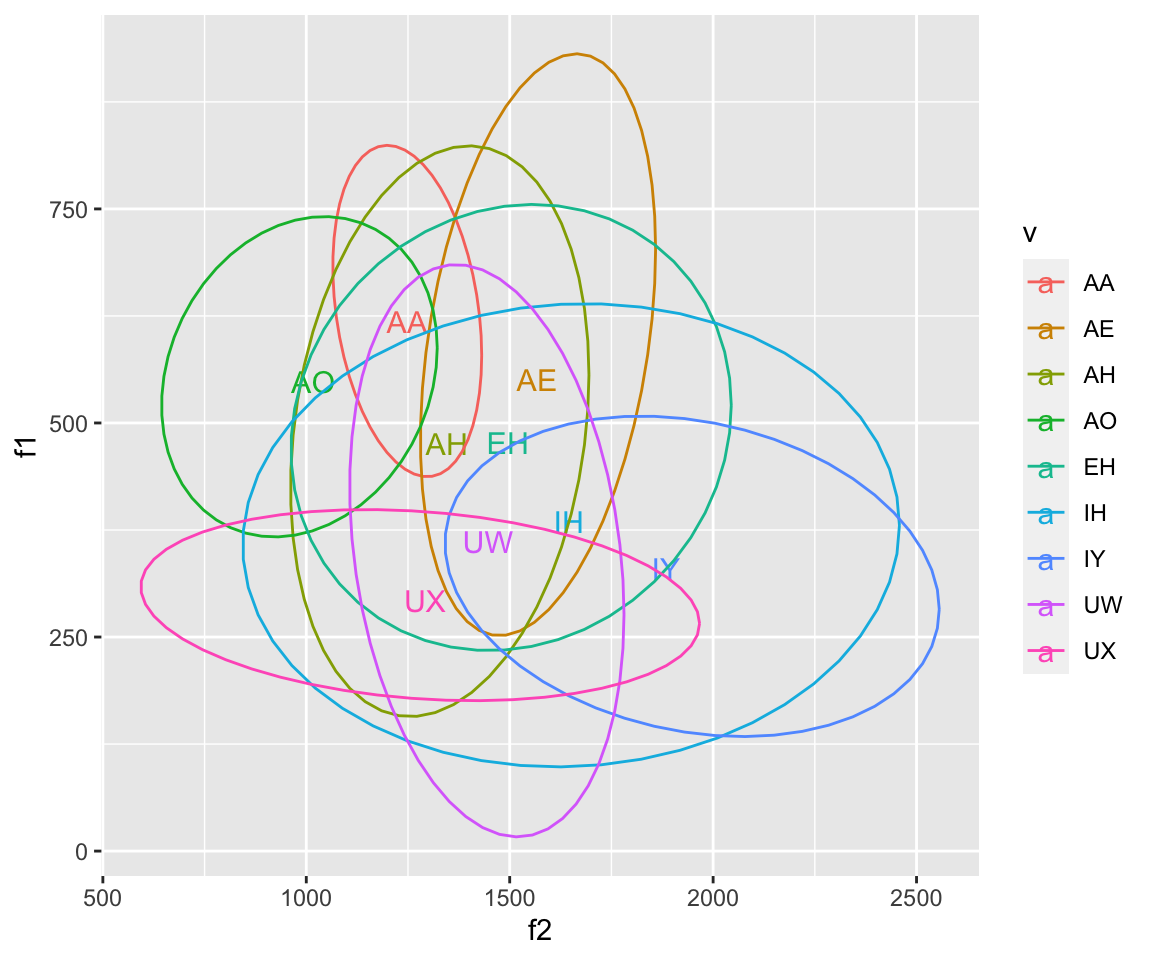 f1
750
500
250
0
AA
AO
AE
AH EH
IH
UW
IY
UX
500 1000 1500 2000 2500
f2
v
a AA
a AE
a AH
a AO
a EH
a IH
a IY
a UW
a UX